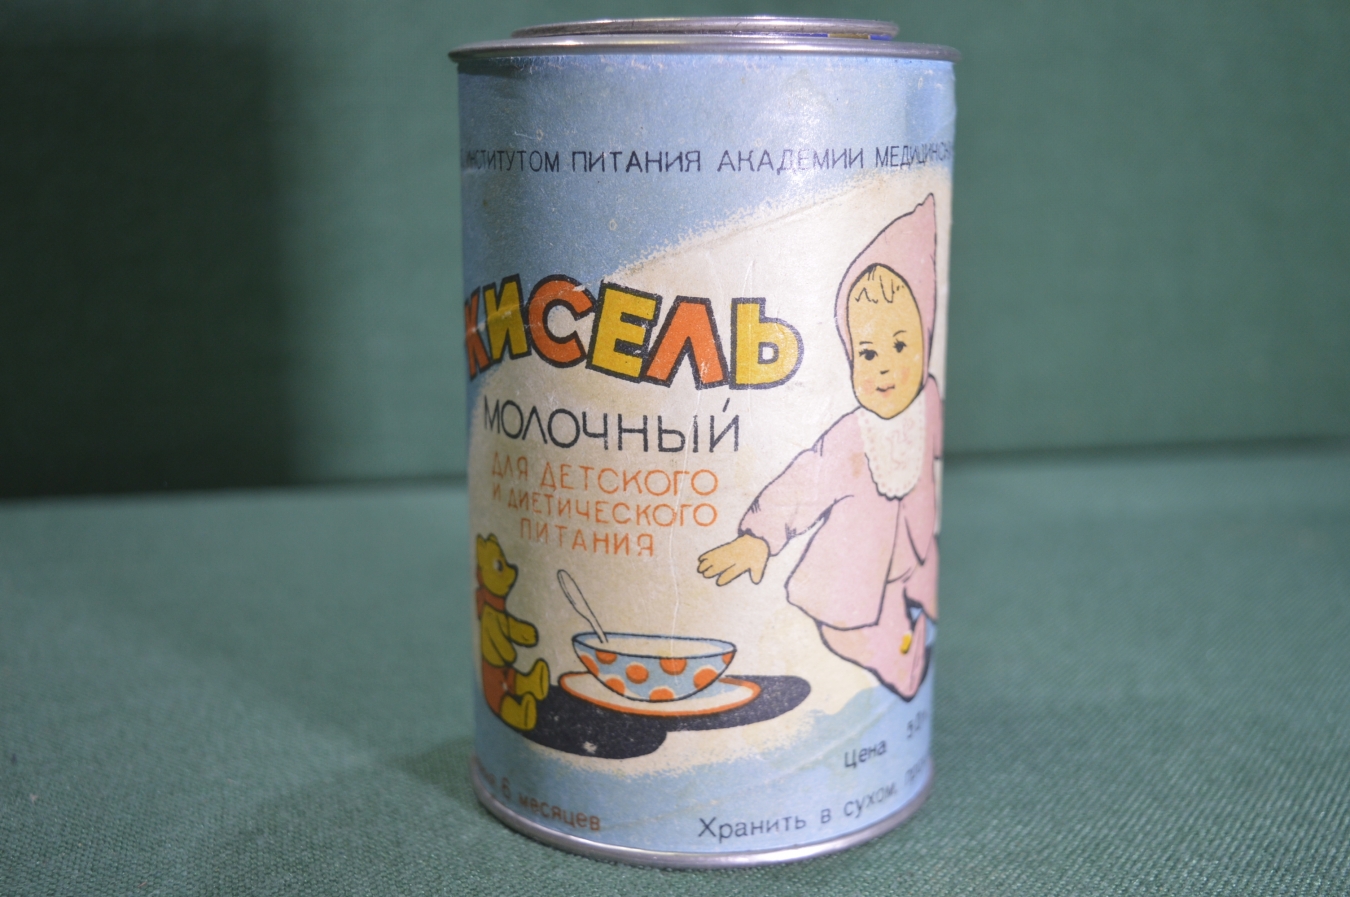 ИНСТИТУТОМ ПИТАНИЯ АКАДЕМИИ
КИСЕЛЬ
МОЛОЧНЫЙ
ДЛЯ ДЕТСКОГО
И ДИЕТИЧЕСКОГО
ПИТАНИЯ
Цена
6 месяцев
Хранить в сухом,